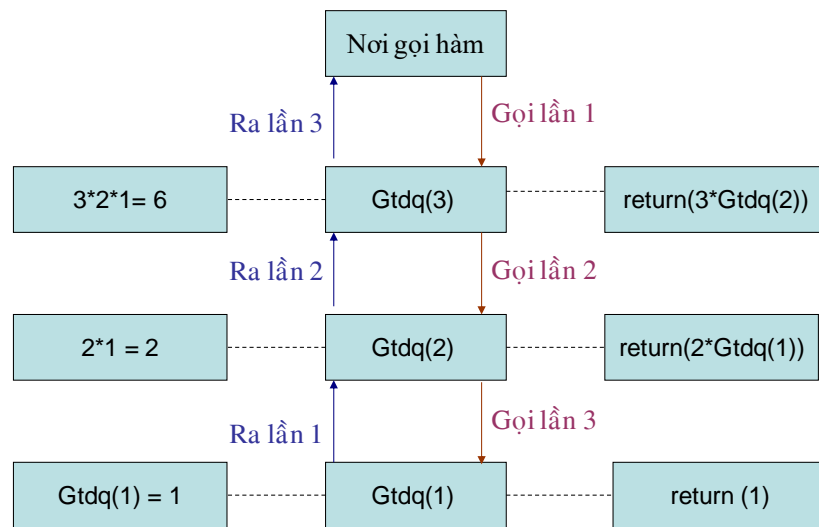 Nơi gọi hàm
Ra lần 3
Gọi lần 1
3*2*1= 6
Gtdq(3)
return(3*Gtdq(2))
Ra lần 2
Gọi lần 2
2*1 = 2
Gtdq(2)
return(2*Gtdq(1))
Ra lần 1
Gọi lần 3
Gtdq(1) = 1
Gtdq(1)
return (1)